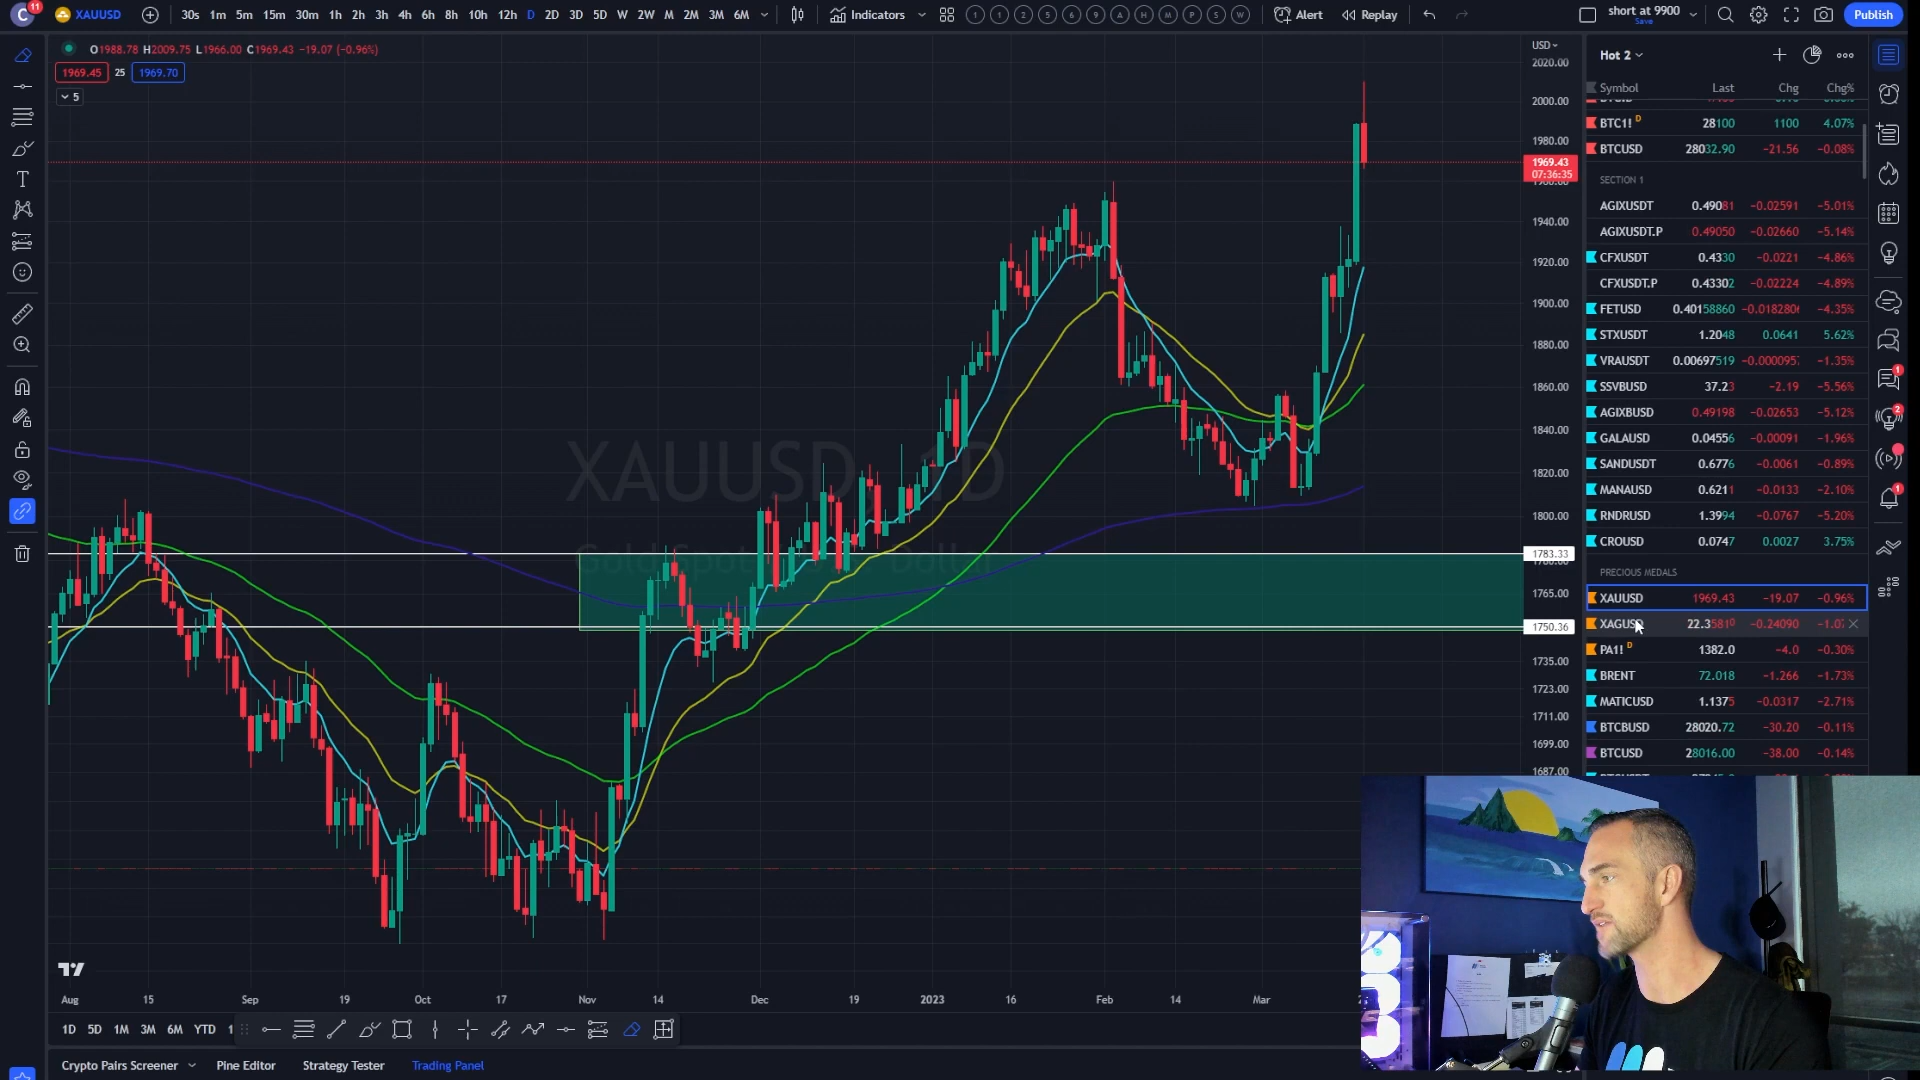 C 11 XAUUSD 30s 1m 5m 15m 30m 1h 2h 3h 4h 6h 8h 10h 12h D 2D 3D 5D W 2W M 2M 3M 6M Indicators Alert Replay short at 9900 Save Publish
O1988.78 H2009.75 L1966.00 C1969.43 −19.07 (−0.96%)
1969.45 25 1969.70
5
XAUUSD, 1D
USD
2020.00
2000.00
1980.00
1969.43
07:36:35
1940.00
1920.00
1900.00
1880.00
1860.00
1840.00
1820.00
1800.00
1783.33
1765.00
1750.36
1735.00
1723.00
1711.00
1699.00
1687.00
Aug 15 Sep 19 Oct 17 Nov 14 Dec 19 2023 16 Feb 14 Mar
1D 5D 1M 3M 6M YTD
Crypto Pairs Screener Pine Editor Strategy Tester Trading Panel
Hot 2
Symbol Last Chg Chg%
BTC1! D 28100 1100 4.07%
BTCUSD 28032.90 −21.56 −0.08%
SECTION 1
AGIXUSDT 0.49081 −0.02591 −5.01%
AGIXUSDT.P 0.49050 −0.02660 −5.14%
CFXUSDT 0.4330 −0.0221 −4.86%
CFXUSDT.P 0.43302 −0.02224 −4.89%
FETUSD 0.40158860 −0.018280 −4.35%
STXUSDT 1.2048 0.0641 5.62%
VRAUSDT 0.00697519 −0.000095 −1.35%
SSVBUSD 37.23 −2.19 −5.56%
AGIXBUSD 0.49198 −0.02653 −5.12%
GALAUSD 0.04556 −0.00091 −1.96%
SANDUSDT 0.6776 −0.0061 −0.89%
MANAUSD 0.6211 −0.0133 −2.10%
RNDRUSD 1.3994 −0.0767 −5.20%
CROUSD 0.0747 0.0027 3.75%
PRECIOUS MEDALS
XAUUSD 1969.43 −19.07 −0.96%
XAGUSD 22.35810 −0.24090 −1.0
PA1! D 1382.0 −4.0 −0.30%
BRENT 72.018 −1.266 −1.73%
MATICUSD 1.1375 −0.0317 −2.71%
BTCBUSD 28020.72 −30.20 −0.11%
BTCUSD 28016.00 −38.00 −0.14%